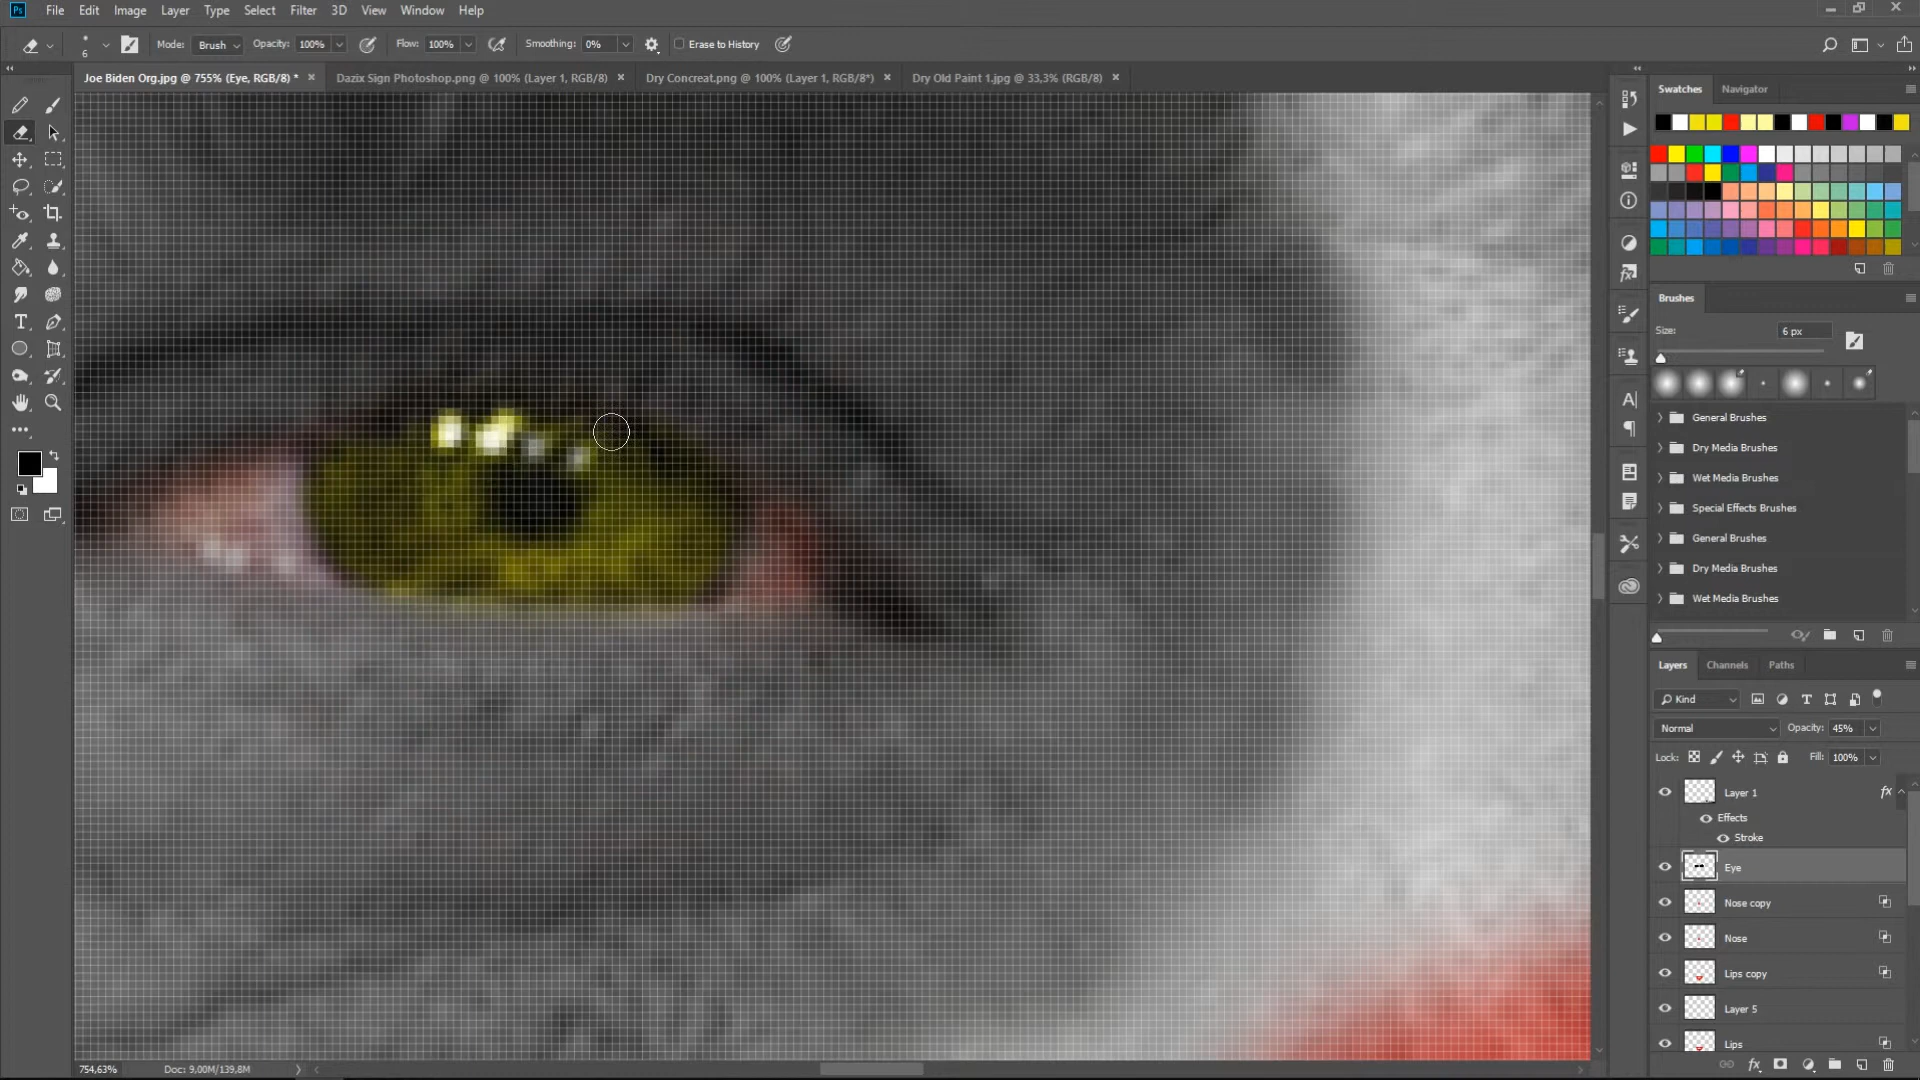 Ps File Edit Image Layer Type Select Filter 3D View Window Help
6 Mode: Brush Opacity: 100% Flow: 100% Smoothing: 0% Erase to History
Joe Biden Org.jpg @ 755% (Eye, RGB/8) * Dazix Sign Photoshop.png @ 100% (Layer 1, RGB/8) Dry Concreat.png @ 100% (Layer 1, RGB/8*) Dry Old Paint 1.jpg @ 33,3% (RGB/8)
Swatches Navigator
Brushes
Size: 6 px
General Brushes
Dry Media Brushes
Wet Media Brushes
Special Effects Brushes
General Brushes
Dry Media Brushes
Wet Media Brushes
Layers Channels Paths
Kind
Normal Opacity: 45%
Lock: Fill: 100%
Layer 1 fx
Effects
Stroke
Eye
Nose copy
Nose
Lips copy
Layer 5
Lips
754,63% Doc: 9,00M/139,8M